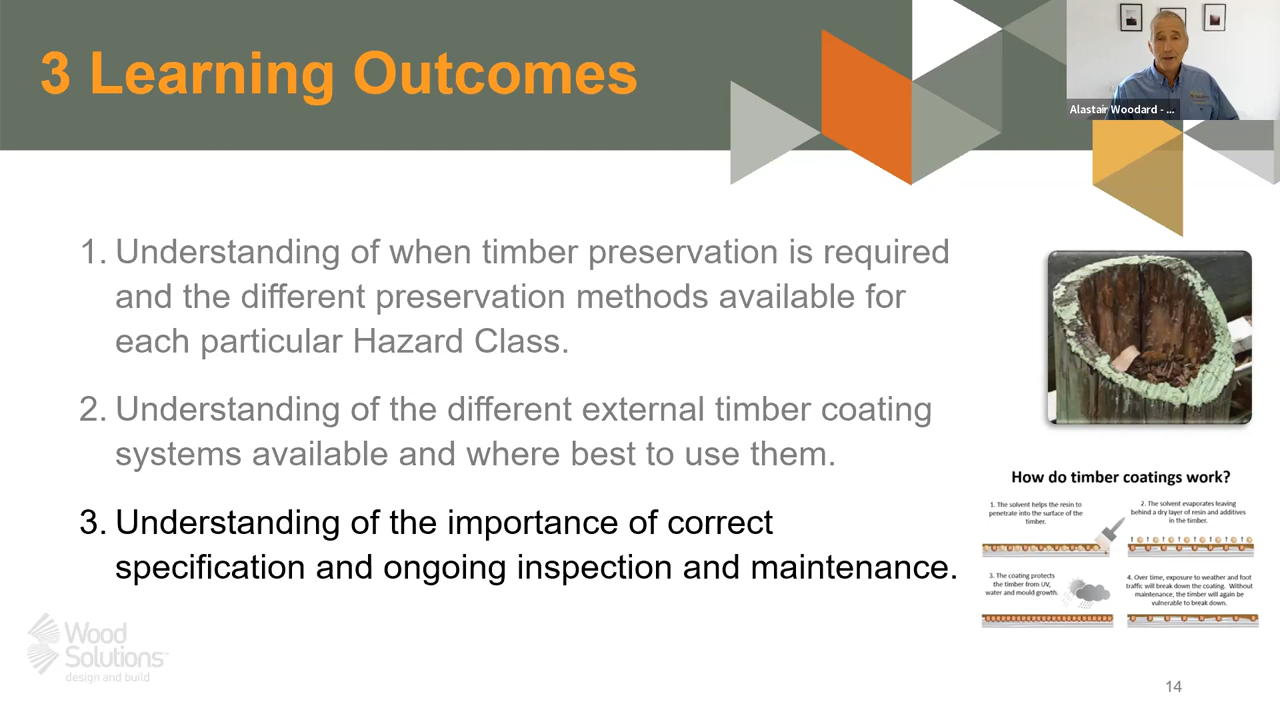 3 Learning Outcomes
Alastair Woodard - ...
1. Understanding of when timber preservation is required
and the different preservation methods available for
each particular Hazard Class.
2. Understanding of the different external timber coating
systems available and where best to use them.
3. Understanding of the importance of correct
specification and ongoing inspection and maintenance.
How do timber coatings work?
1. The solvent helps the resin to
penetrate into the surface of the
timber.
2. The solvent evaporates leaving
behind a dry layer of resin and additives
in the timber.
3. The coating protects
the timber from UV,
water and mould growth.
4. Over time, exposure to weather and foot
traffic will break down the coating. Without
maintenance, the timber will again be
vulnerable to break down.
Wood
Solutions™
design and build
14